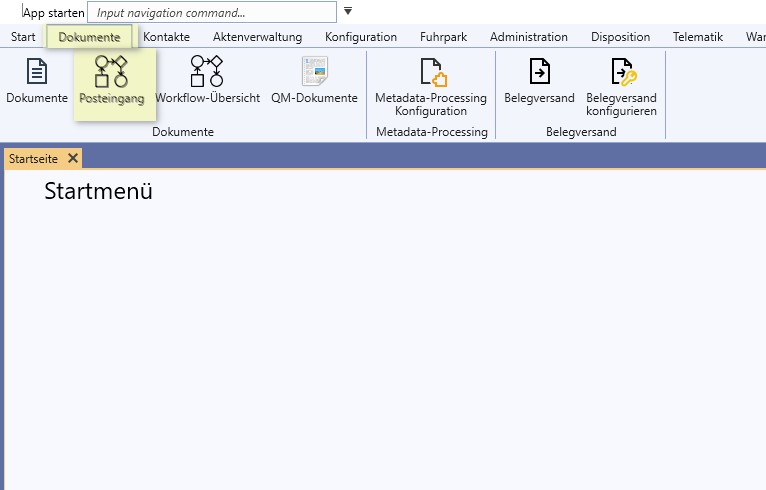 App starten Input navigation command...
Start Dokumente Kontakte Aktenverwaltung Konfiguration Fuhrpark Administration Disposition Telematik War
Dokumente Posteingang Workflow-Übersicht QM-Dokumente Metadata-Processing Konfiguration Belegversand Belegversand konfigurieren
Dokumente Metadata-Processing Belegversand
Startseite
Startmenü